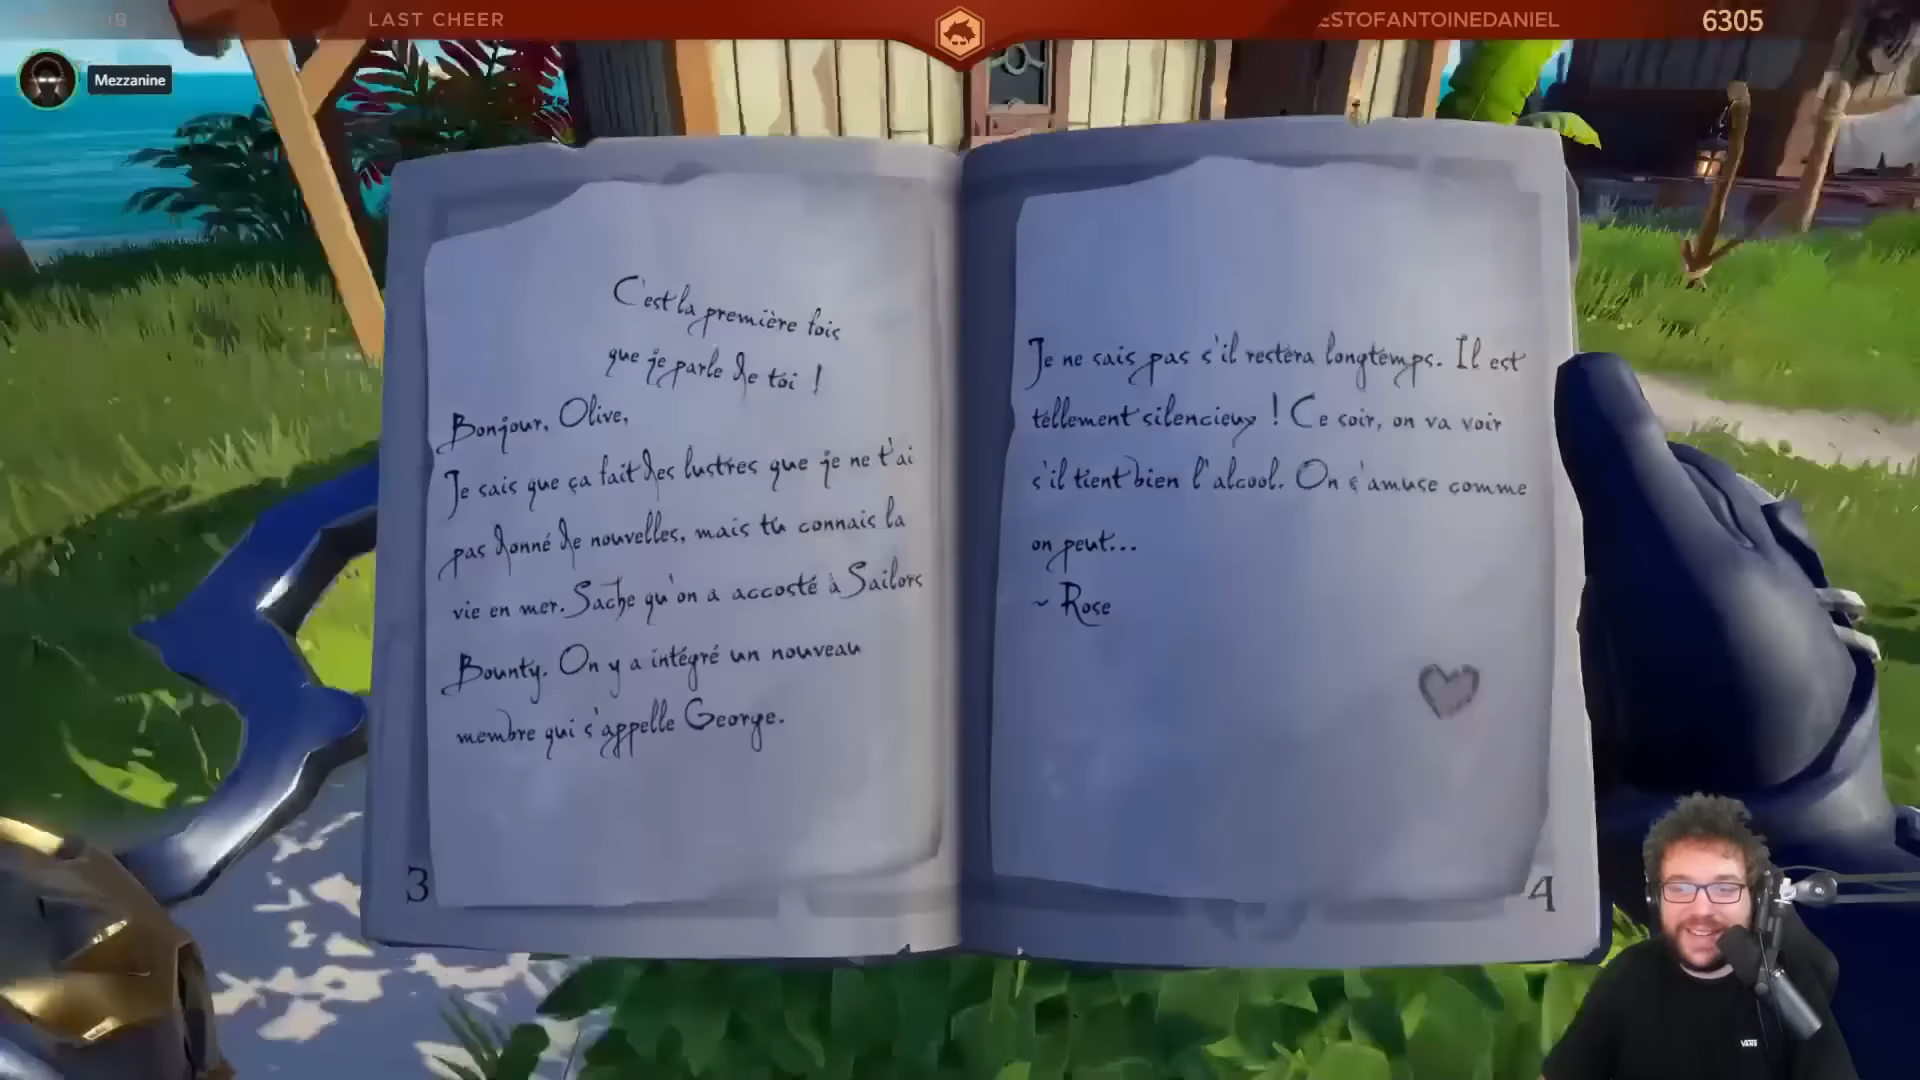 LAST CHEER
ESTOFANTOINEDANIEL
6305
Mezzanine
C'est la première fois
que je parle de toi !
Bonjour, Olive,
Je sais que ça fait des lustres que je ne t'ai
pas donné de nouvelles, mais tu connais la
vie en mer. Sache qu'on a accosté à Sailors
Bounty. On y a intégré un nouveau
membre qui s'appelle George.
3
Je ne sais pas s'il restera longtemps. Il est
tellement silencieux ! Ce soir, on va voir
s'il tient bien l'alcool. On s'amuse comme
on peut...
~ Rose
4
VANS